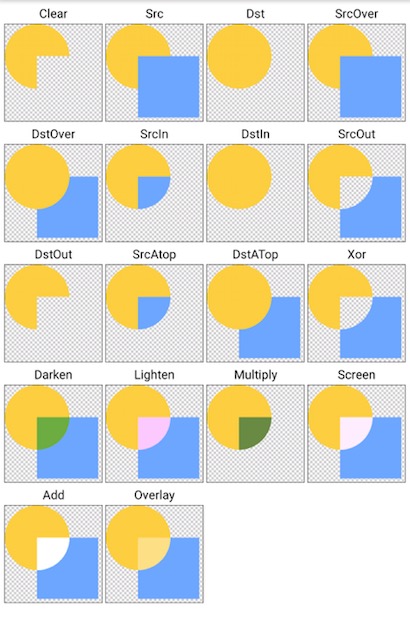 Clear Src Dst SrcOver
DstOver SrcIn DstIn SrcOut
DstOut SrcAtop DstATop Xor
Darken Lighten Multiply Screen
Add Overlay